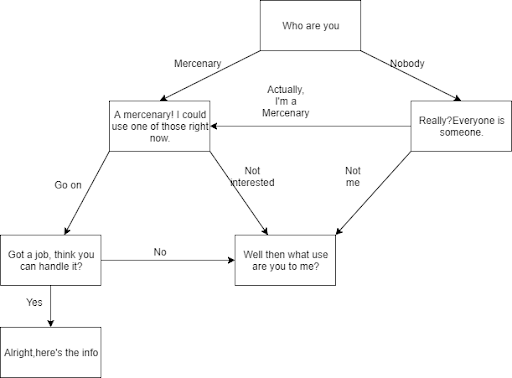 Who are you
Mercenary
Nobody
Actually,
I'm a
Mercenary
A mercenary! I could
use one of those right
now.
Really?Everyone is
someone.
Go on
Not
interested
Not
me
Got a job, think you
can handle it?
No
Well then what use
are you to me?
Yes
Alright,here's the info